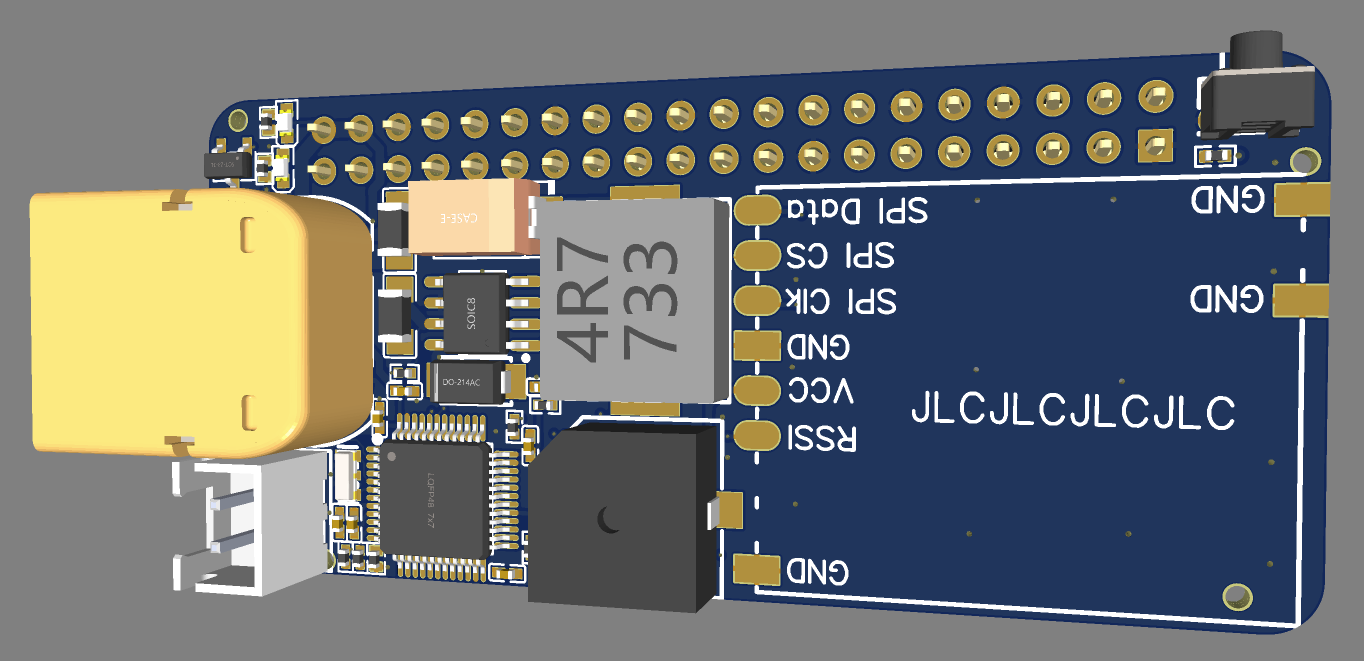 CASE-E
4R7
733
SOIC8
DO-214AC
LQFP48 7x7
SPI Data
SPI CS
SPI Clk
GND
VCC
RSSI
GND
GND
GND
JLCJLCJLCJLC